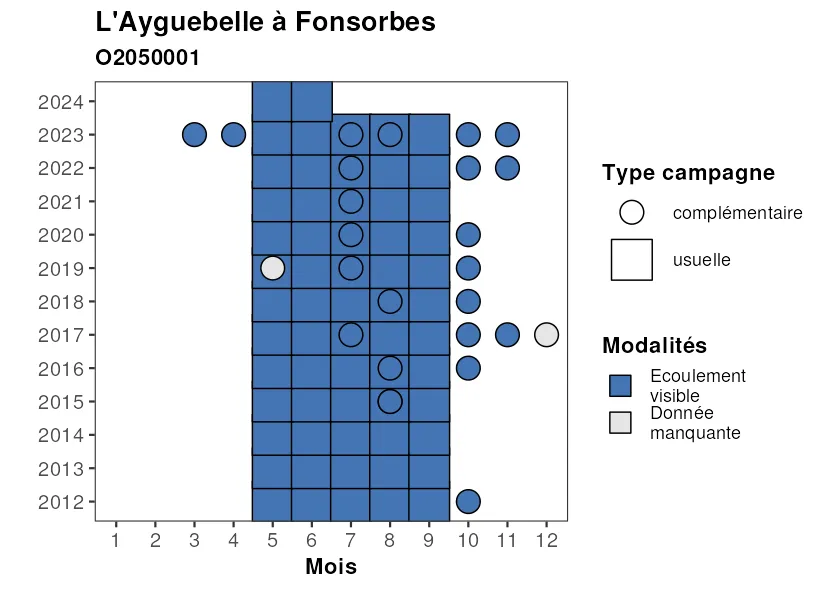 L'Ayguebelle à Fonsorbes
O2050001
2024
2023
2022
2021
2020
2019
2018
2017
2016
2015
2014
2013
2012
1 2 3 4 5 6 7 8 9 10 11 12
Mois
Type campagne
complémentaire
usuelle
Modalités
Ecoulement
visible
Donnée
manquante